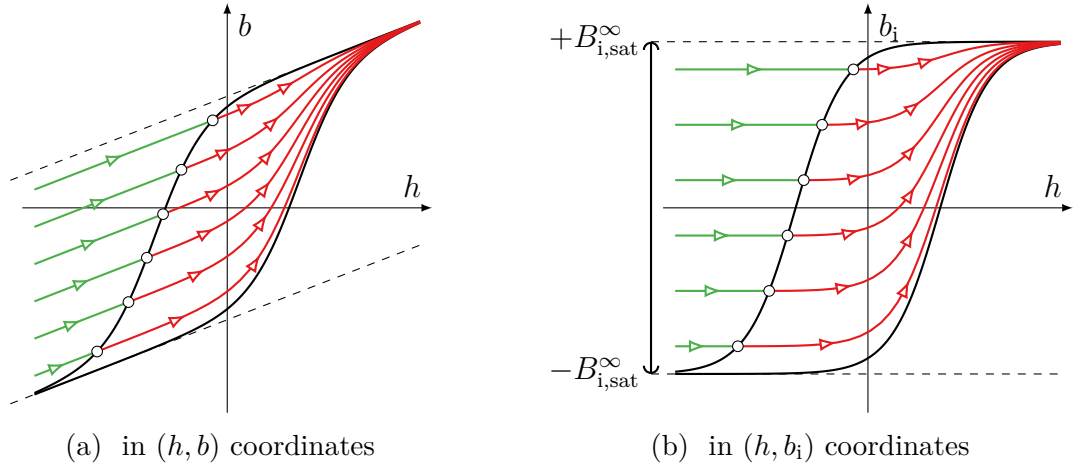 b
h
(a) in (h, b) coordinates
+B∞i,sat
bi
h
−B∞i,sat
(b) in (h, bi) coordinates